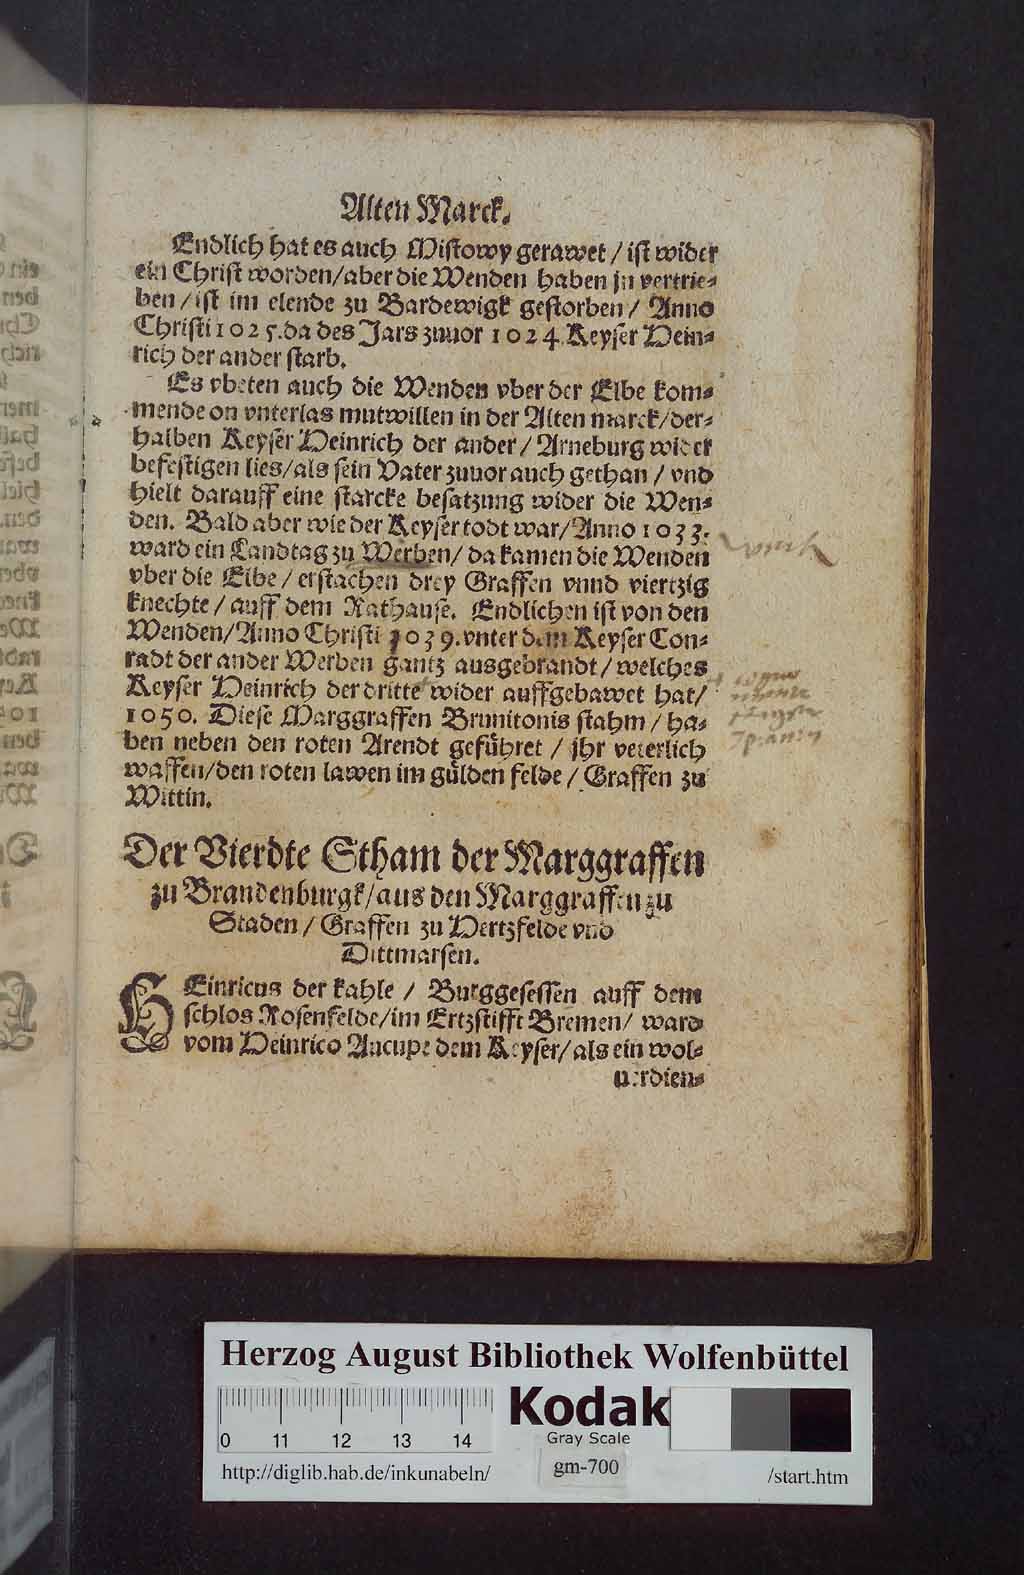 Alten Marck.
Endlich hat es auch Mistowy gerawet / ist wider
ein Christ worden/aber die Wenden haben jn vertrie-
ben / ist im elende zu Bardewigk gestorben / Anno
Christi 1025. da des Jars zuuor 1024. Keyser Hein-
rich der ander starb.
Es vbeten auch die Wenden vber der Elbe kom-
mende on vnterlas mutwillen in der Alten marck/der-
halben Keyser Heinrich der ander / Arneburg wider
befestigen lies/als sein Vater zuuor auch gethan / vnd
hielt darauff eine starcke besatzung wider die Wen-
den. Bald aber wie der Keyser todt war/Anno 1033.
ward ein Landtag zu Werben/ da kamen die Wenden
vber die Elbe / erstachen drey Graffen vnnd viertzig
knechte / auff dem Rathause. Endlichen ist von den
Wenden/Anno Christi 1039. vnter dem Keyser Con-
radt der ander Werben gantz ausgebrandt / welches
Keyser Heinrich der dritte wider auffgebawet hat/
1050. Diese Marggraffen Brunitonis stahm / ha-
ben neben den roten Arendt geführet / jhr veterlich
waffen/den roten lawen im gülden felde / Graffen zu
Wittin.
Der Vierdte Stham der Marggraffen
zu Brandenburgk/aus den Marggraffen zu
Staden / Graffen zu Hertzfelde vnd
Dittmarsen.
HEinricus der kahle / Burggesessen auff dem
schlos Rosenfelde/im Ertzstifft Bremen/ ward
vom Heinrico Aucupe dem Keyser/als ein wol-
uerdien-
Herzog August Bibliothek Wolfenbüttel
Kodak
Gray Scale
0 11 12 13 14
http://diglib.hab.de/inkunabeln/
gm-700
/start.htm